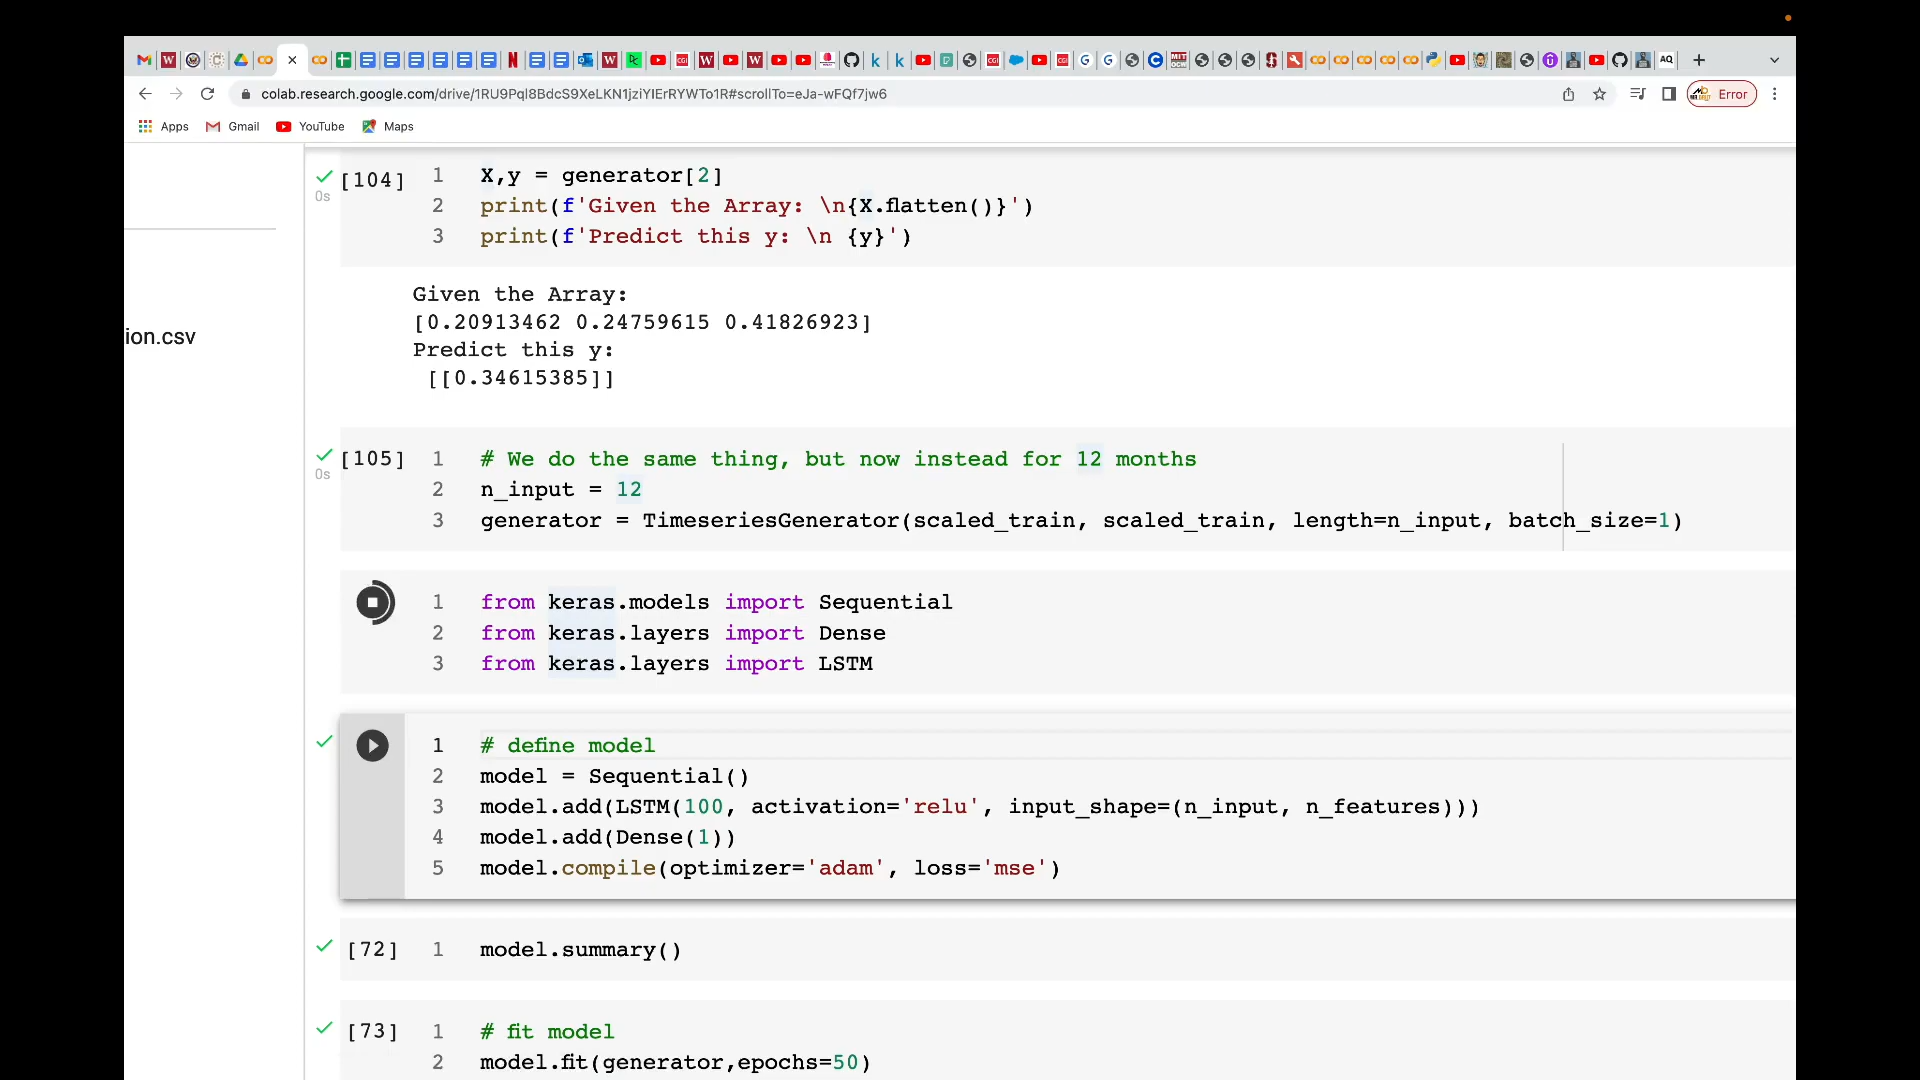 colab.research.google.com/drive/1RU9Pql8BdcS9XeLKN1jziYIErRYWTo1R#scrollTo=eJa-wFQf7jw6
Error
Apps Gmail YouTube Maps
ion.csv
[104] 1 X,y = generator[2]
0s 2 print(f'Given the Array: \n{X.flatten()}')
3 print(f'Predict this y: \n {y}')
Given the Array:
[0.20913462 0.24759615 0.41826923]
Predict this y:
[[0.34615385]]
[105] 1 # We do the same thing, but now instead for 12 months
0s 2 n_input = 12
3 generator = TimeseriesGenerator(scaled_train, scaled_train, length=n_input, batch_size=1)
1 from keras.models import Sequential
2 from keras.layers import Dense
3 from keras.layers import LSTM
1 # define model
2 model = Sequential()
3 model.add(LSTM(100, activation='relu', input_shape=(n_input, n_features)))
4 model.add(Dense(1))
5 model.compile(optimizer='adam', loss='mse')
[72] 1 model.summary()
[73] 1 # fit model
2 model.fit(generator,epochs=50)